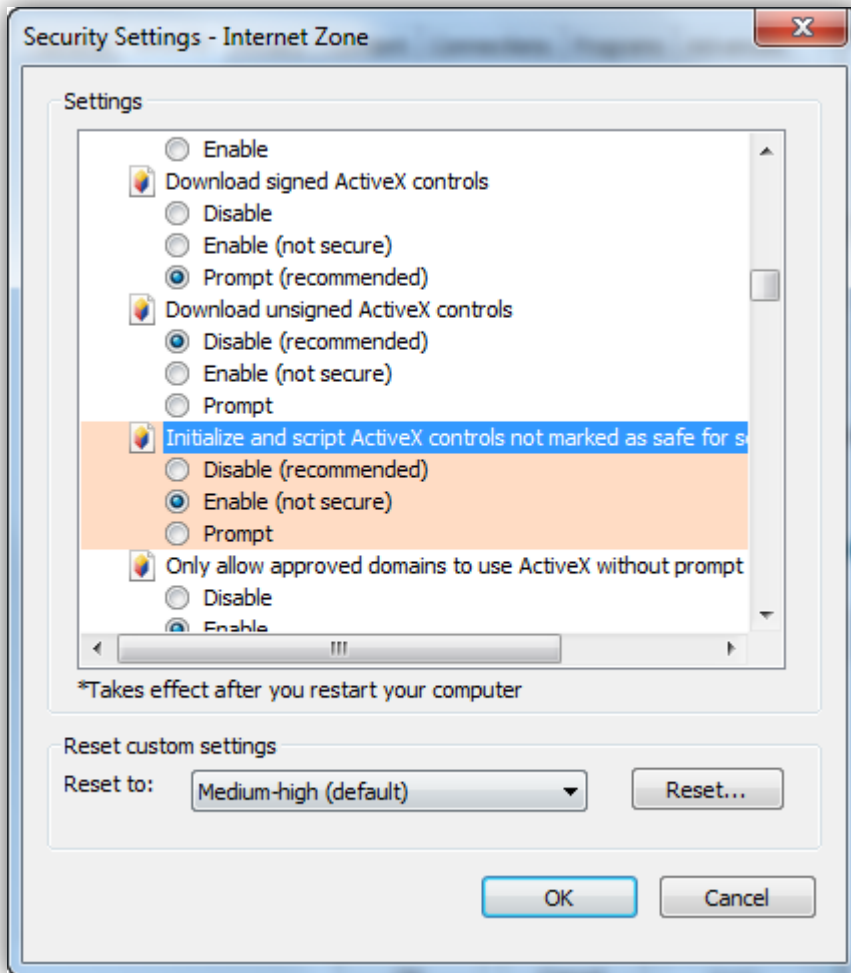 Security Settings - Internet Zone
Settings
Enable
Download signed ActiveX controls
Disable
Enable (not secure)
Prompt (recommended)
Download unsigned ActiveX controls
Disable (recommended)
Enable (not secure)
Prompt
Initialize and script ActiveX controls not marked as safe for s
Disable (recommended)
Enable (not secure)
Prompt
Only allow approved domains to use ActiveX without prompt
Disable
Enable
*Takes effect after you restart your computer
Reset custom settings
Reset to:
Medium-high (default)
Reset...
OK
Cancel